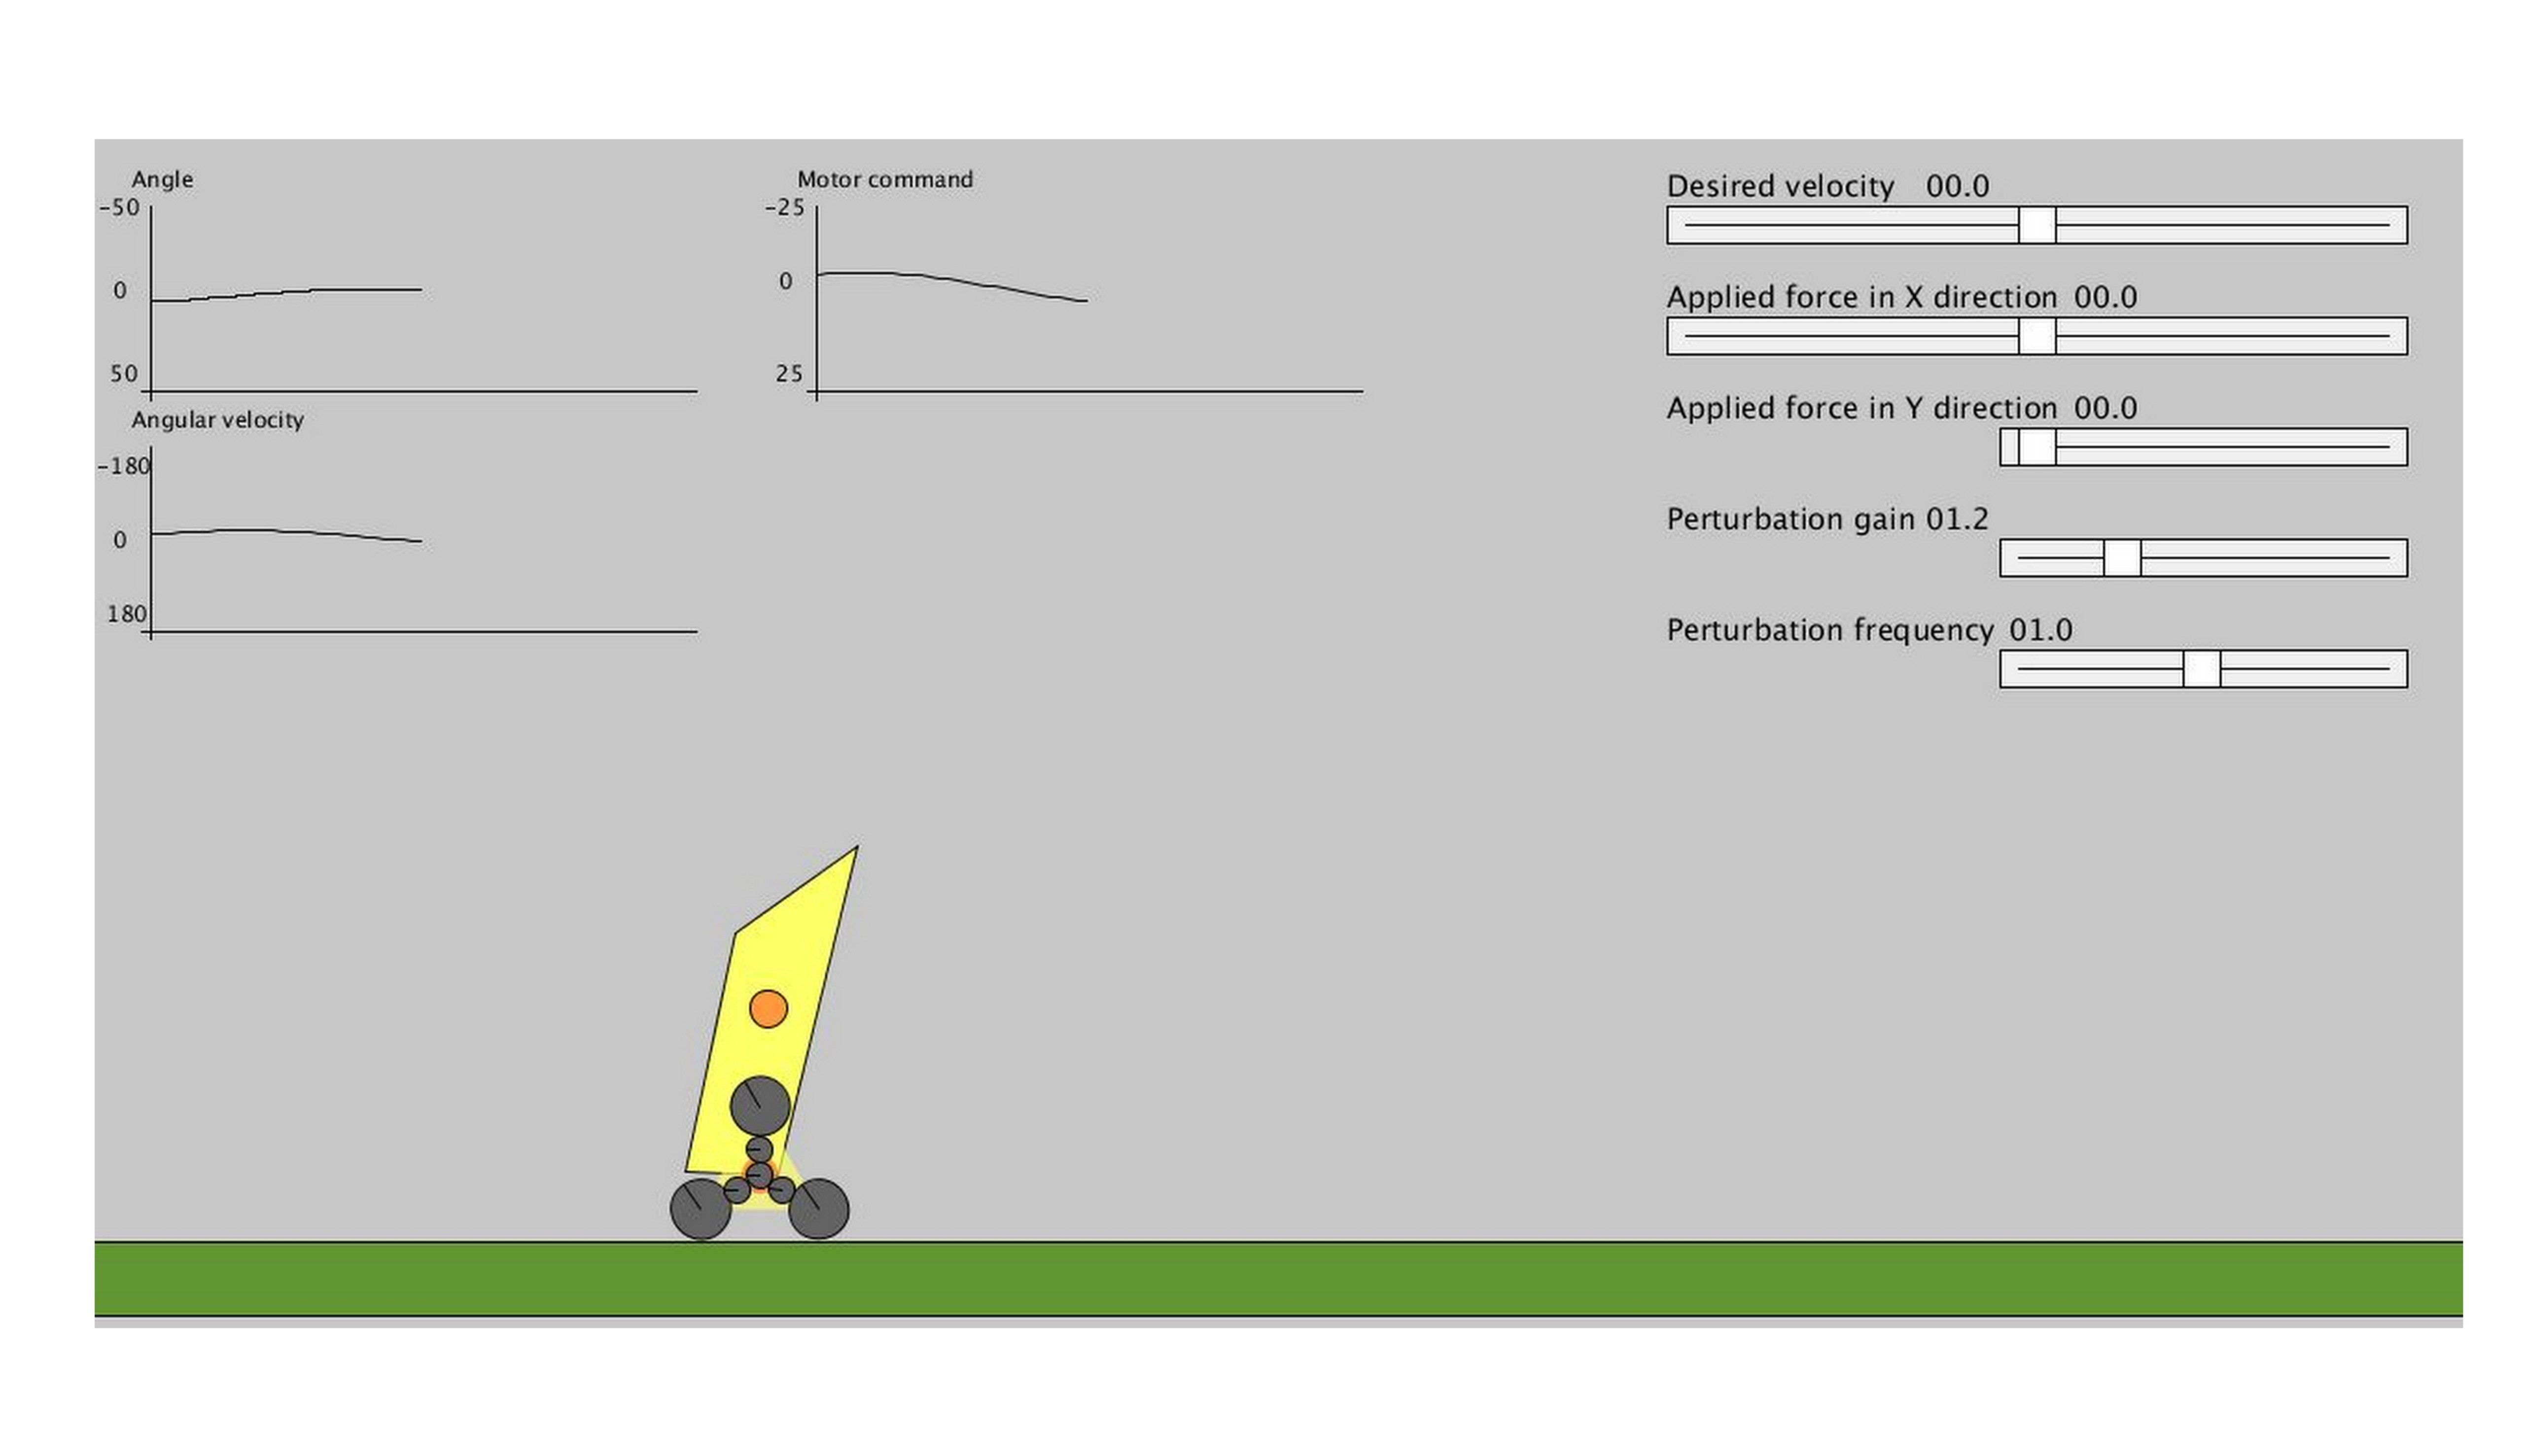 Angle
-50
0
50
Angular velocity
-180
0
180
Motor command
-25
0
25
Desired velocity 00.0
Applied force in X direction 00.0
Applied force in Y direction 00.0
Perturbation gain 01.2
Perturbation frequency 01.0